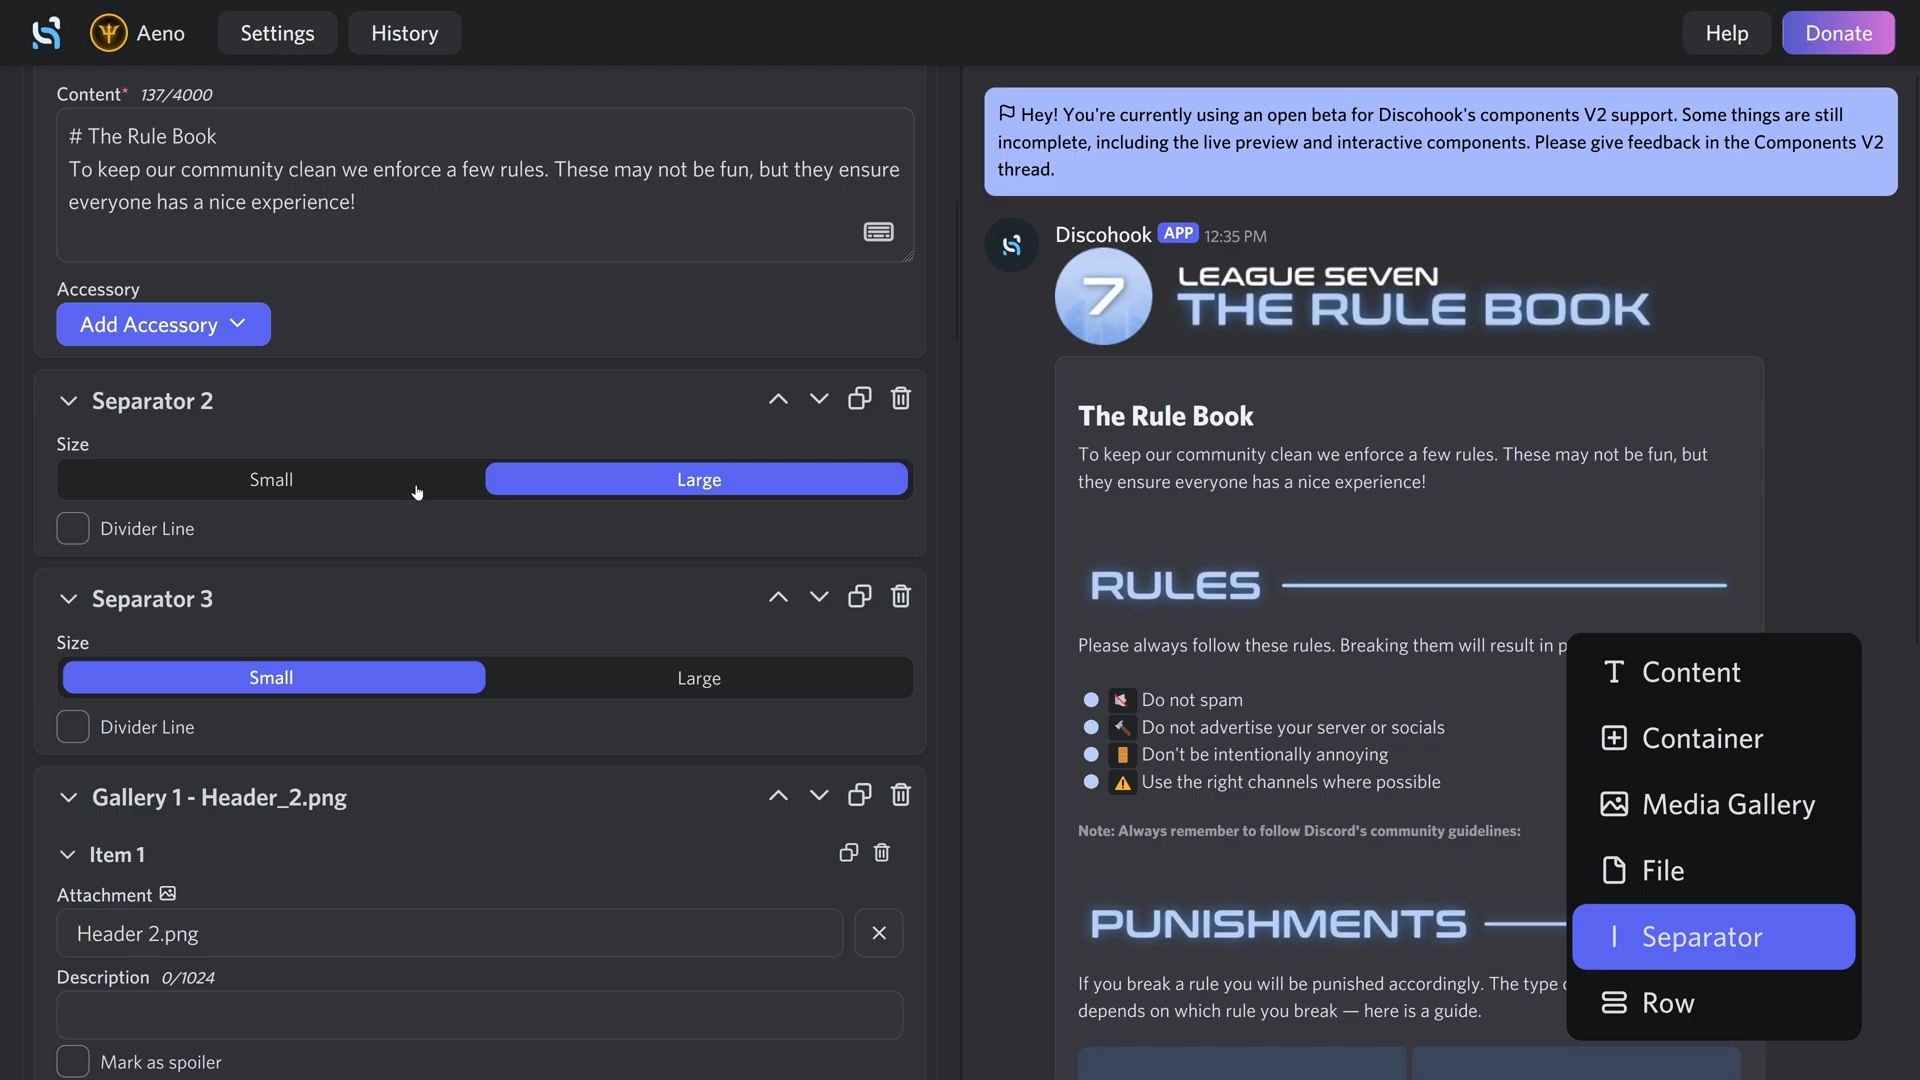 Aeno
Settings
History
Help
Donate
Content* 137/4000
# The Rule Book
To keep our community clean we enforce a few rules. These may not be fun, but they ensure
everyone has a nice experience!
Accessory
Add Accessory
Separator 2
Size
Small
Large
Divider Line
Separator 3
Size
Small
Large
Divider Line
Gallery 1 - Header_2.png
Item 1
Attachment
Header 2.png
Description 0/1024
Mark as spoiler
Hey! You're currently using an open beta for Discohook's components V2 support. Some things are still
incomplete, including the live preview and interactive components. Please give feedback in the Components V2
thread.
Discohook APP 12:35 PM
7
LEAGUE SEVEN
THE RULE BOOK
The Rule Book
To keep our community clean we enforce a few rules. These may not be fun, but
they ensure everyone has a nice experience!
RULES
Please always follow these rules. Breaking them will result in p
Do not spam
Do not advertise your server or socials
Don't be intentionally annoying
Use the right channels where possible
Note: Always remember to follow Discord's community guidelines:
PUNISHMENTS
If you break a rule you will be punished accordingly. The type
depends on which rule you break — here is a guide.
Content
Container
Media Gallery
File
Separator
Row